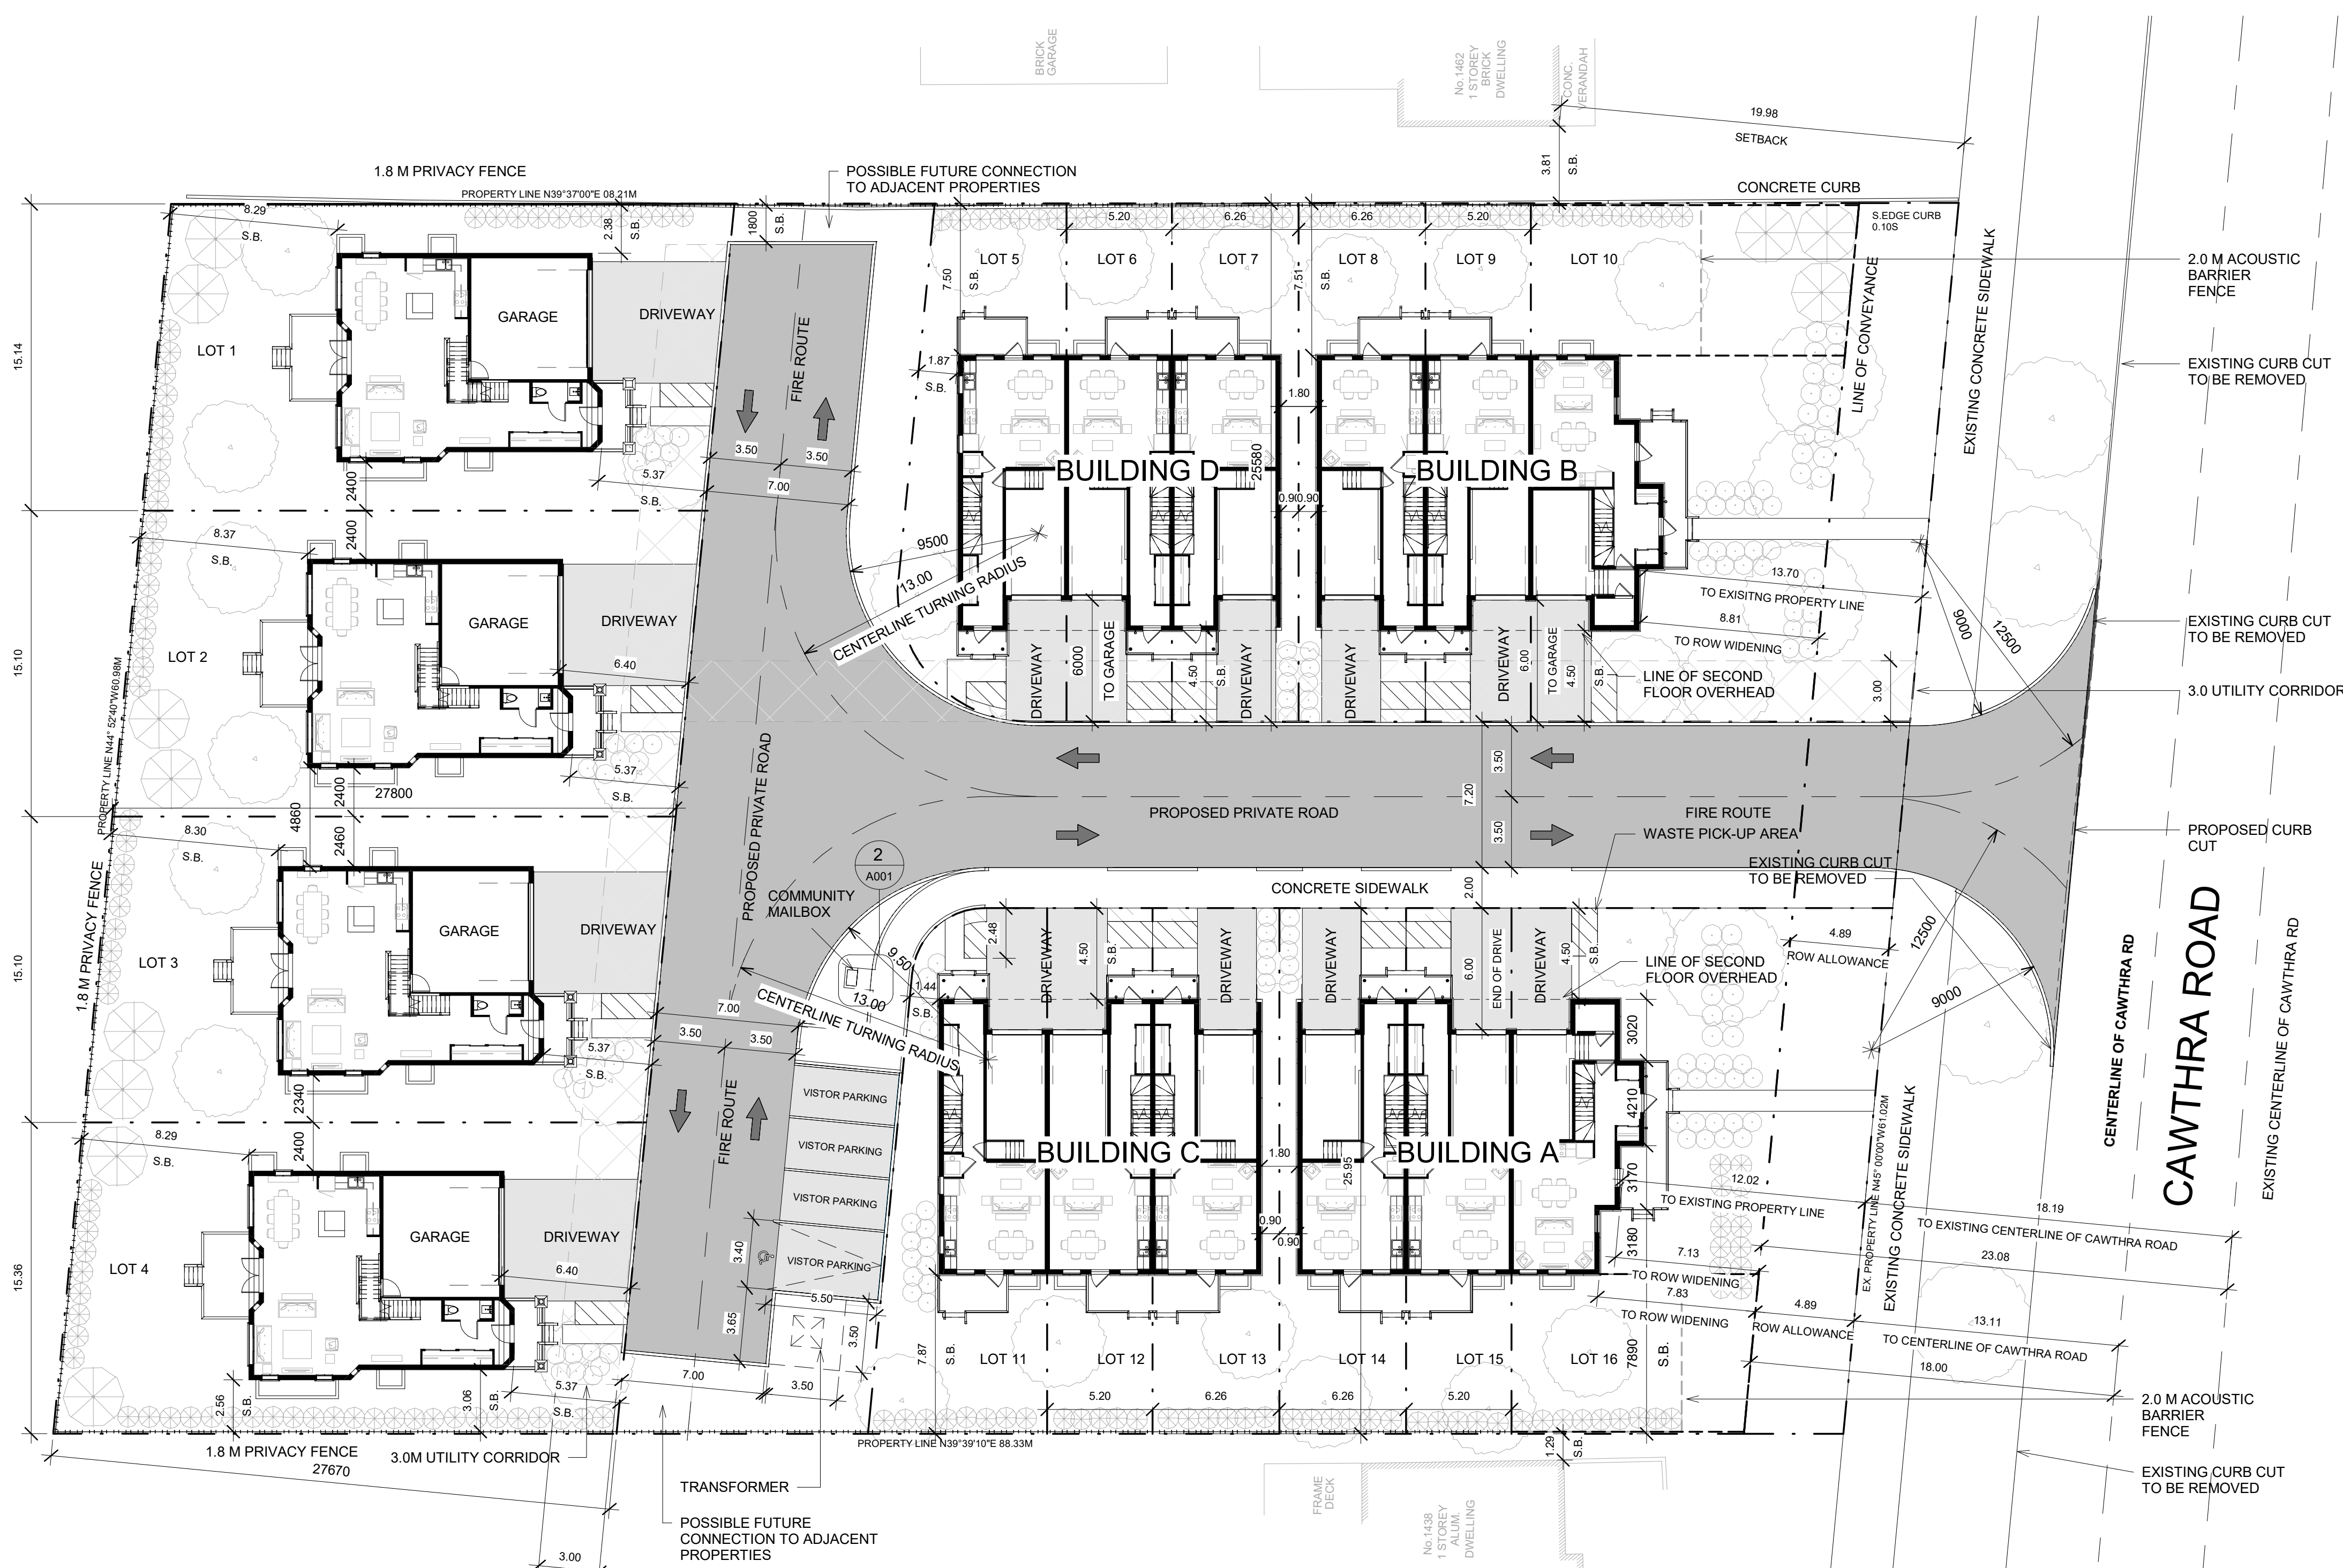 BRICK
GARAGE
No.1462
1 STOREY
BRICK
DWELLING
CONC.
VERANDAH
19.98
SETBACK
3.81
S.B.
1.8 M PRIVACY FENCE
PROPERTY LINE N39°37'00"E 08.21M
POSSIBLE FUTURE CONNECTION
TO ADJACENT PROPERTIES
CONCRETE CURB
S.EDGE CURB
0.10S
8.29
S.B.
2.38
S.B.
1800
S.B.
7.50
S.B.
5.20
6.26
7.51
S.B.
6.26
5.20
LOT 5
LOT 6
LOT 7
LOT 8
LOT 9
LOT 10
LINE OF CONVEYANCE
EXISTING CONCRETE SIDEWALK
2.0 M ACOUSTIC
BARRIER
FENCE
EXISTING CURB CUT
TO BE REMOVED
EXISTING CURB CUT
TO BE REMOVED
3.0 UTILITY CORRIDOR
PROPOSED CURB
CUT
15.14
LOT 1
GARAGE
DRIVEWAY
FIRE ROUTE
3.50
3.50
7.00
5.37
S.B.
2400
2400
1.87
S.B.
1.80
BUILDING D
25580
0.90
0.90
BUILDING B
9500
13.00
CENTERLINE TURNING RADIUS
13.70
TO EXISITNG PROPERTY LINE
8.81
TO ROW WIDENING
9000
12500
8.37
S.B.
15.10
LOT 2
GARAGE
DRIVEWAY
6.40
5.37
S.B.
PROPERTY LINE N44° 52'40"W60.98M
27800
2400
4860
2460
DRIVEWAY
6000
TO GARAGE
4.50
S.B.
DRIVEWAY
DRIVEWAY
DRIVEWAY
6.00
TO GARAGE
4.50
S.B.
LINE OF SECOND
FLOOR OVERHEAD
3.00
PROPOSED PRIVATE ROAD
PROPOSED PRIVATE ROAD
7.20
3.50
3.50
FIRE ROUTE
WASTE PICK-UP AREA
EXISTING CURB CUT
TO BE REMOVED
2
A001
COMMUNITY
MAILBOX
CONCRETE SIDEWALK
2.00
8.30
S.B.
1.8 M PRIVACY FENCE
15.10
LOT 3
GARAGE
DRIVEWAY
5.37
S.B.
2340
2400
2.48
DRIVEWAY
4.50
S.B.
DRIVEWAY
DRIVEWAY
6.00
END OF DRIVE
DRIVEWAY
4.50
S.B.
LINE OF SECOND
FLOOR OVERHEAD
4.89
ROW ALLOWANCE
12500
9000
9.50
1.44
S.B.
13.00
CENTERLINE TURNING RADIUS
7.00
3.50
3.50
FIRE ROUTE
VISTOR PARKING
VISTOR PARKING
VISTOR PARKING
VISTOR PARKING
3.40
3.65
5.50
3.50
7.00
3.50
BUILDING C
1.80
25.95
BUILDING A
0.90
0.90
3020
4210
3170
3180
12.02
TO EXISTING PROPERTY LINE
7.13
TO ROW WIDENING
7.83
TO ROW WIDENING
4.89
ROW ALLOWANCE
18.19
TO EXISTING CENTERLINE OF CAWTHRA ROAD
23.08
13.11
TO CENTERLINE OF CAWTHRA ROAD
18.00
EX. PROPERTY LINE N45° 00'00"W61.02M
EXISTING CONCRETE SIDEWALK
CENTERLINE OF CAWTHRA RD
CAWTHRA ROAD
EXISTING CENTERLINE OF CAWTHRA RD
8.29
S.B.
15.36
LOT 4
GARAGE
DRIVEWAY
6.40
2.56
S.B.
3.06
S.B.
5.37
S.B.
7.87
S.B.
LOT 11
LOT 12
LOT 13
LOT 14
LOT 15
LOT 16
5.20
6.26
6.26
5.20
7890
S.B.
1.29
S.B.
PROPERTY LINE N39°39'10"E 88.33M
1.8 M PRIVACY FENCE
27670
3.0M UTILITY CORRIDOR
TRANSFORMER
POSSIBLE FUTURE
CONNECTION TO ADJACENT
PROPERTIES
3.00
FRAME
DECK
No.1438
1 STOREY
ALUM.
DWELLING
2.0 M ACOUSTIC
BARRIER
FENCE
EXISTING CURB CUT
TO BE REMOVED